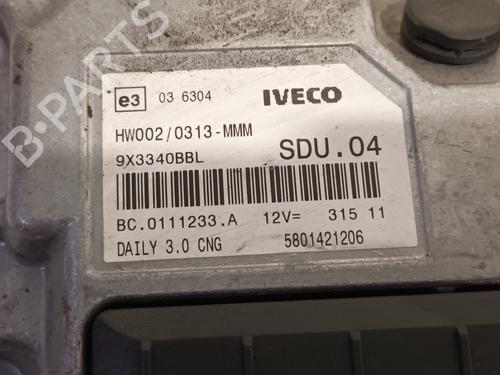 e3 03 6304 IVECO
HW002/0313-MMM
9X3340BBL SDU.04
BC.0111233.A 12V= 315 11
DAILY 3.0 CNG 5801421206
B-PARTS